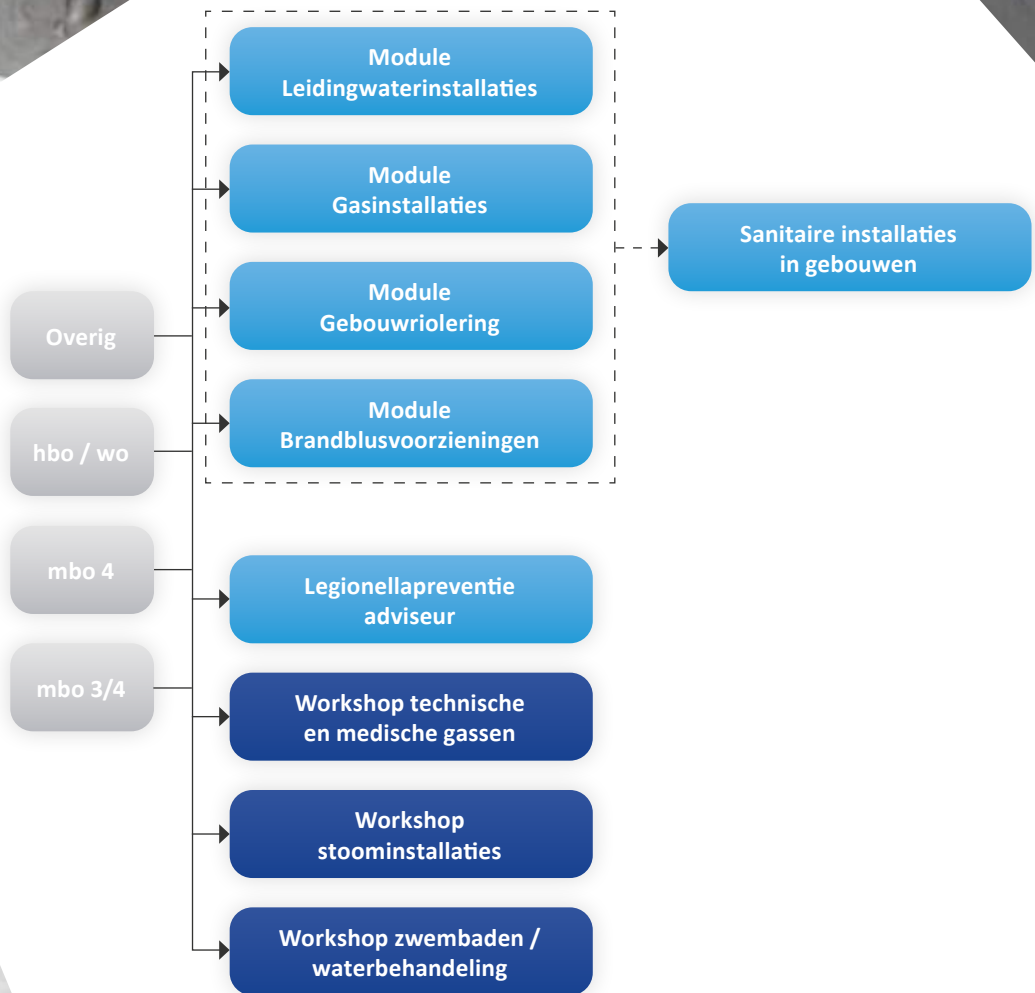 Overig
hbo / wo
mbo 4
mbo 3/4
Module
Leidingwaterinstallaties
Module
Gasinstallaties
Module
Gebouwriolering
Module
Brandblusvoorzieningen
Sanitaire installaties
in gebouwen
Legionellapreventie
adviseur
Workshop technische
en medische gassen
Workshop
stoominstallaties
Workshop zwembaden /
waterbehandeling